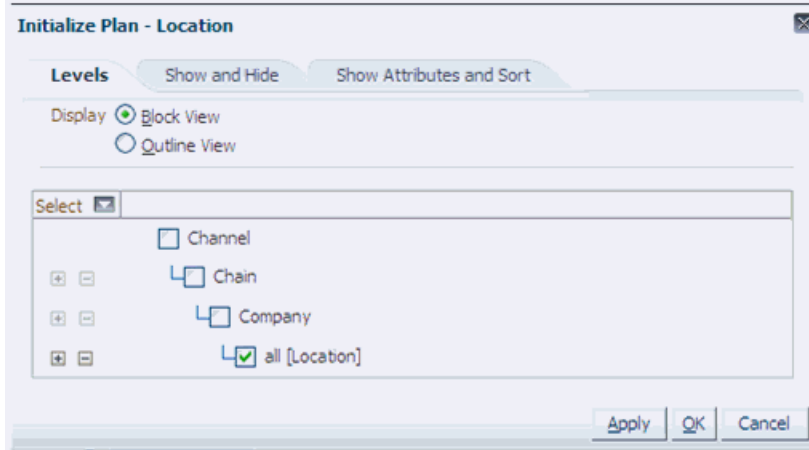 Initialize Plan - Location
Levels Show and Hide Show Attributes and Sort
Display Block View
Outline View
Select
Channel
Chain
Company
all [Location]
Apply OK Cancel